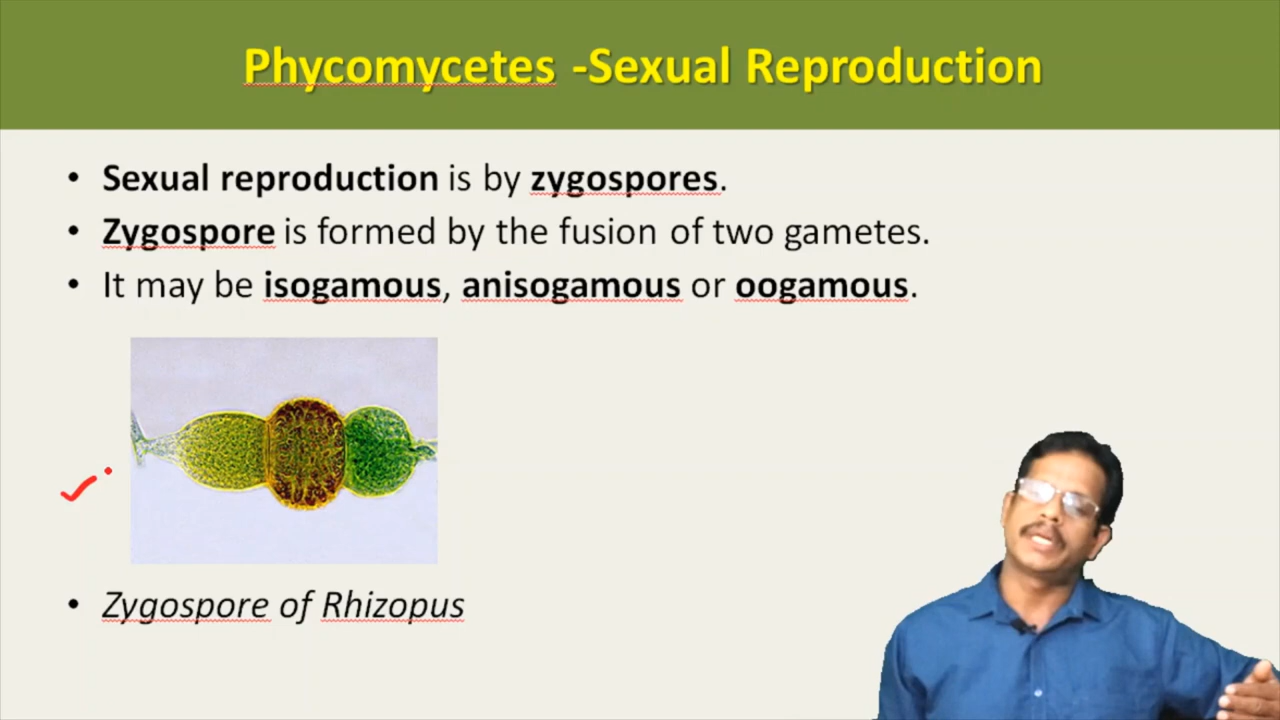 Phycomycetes -Sexual Reproduction
• Sexual reproduction is by zygospores.
• Zygospore is formed by the fusion of two gametes.
• It may be isogamous, anisogamous or oogamous.
• Zygospore of Rhizopus